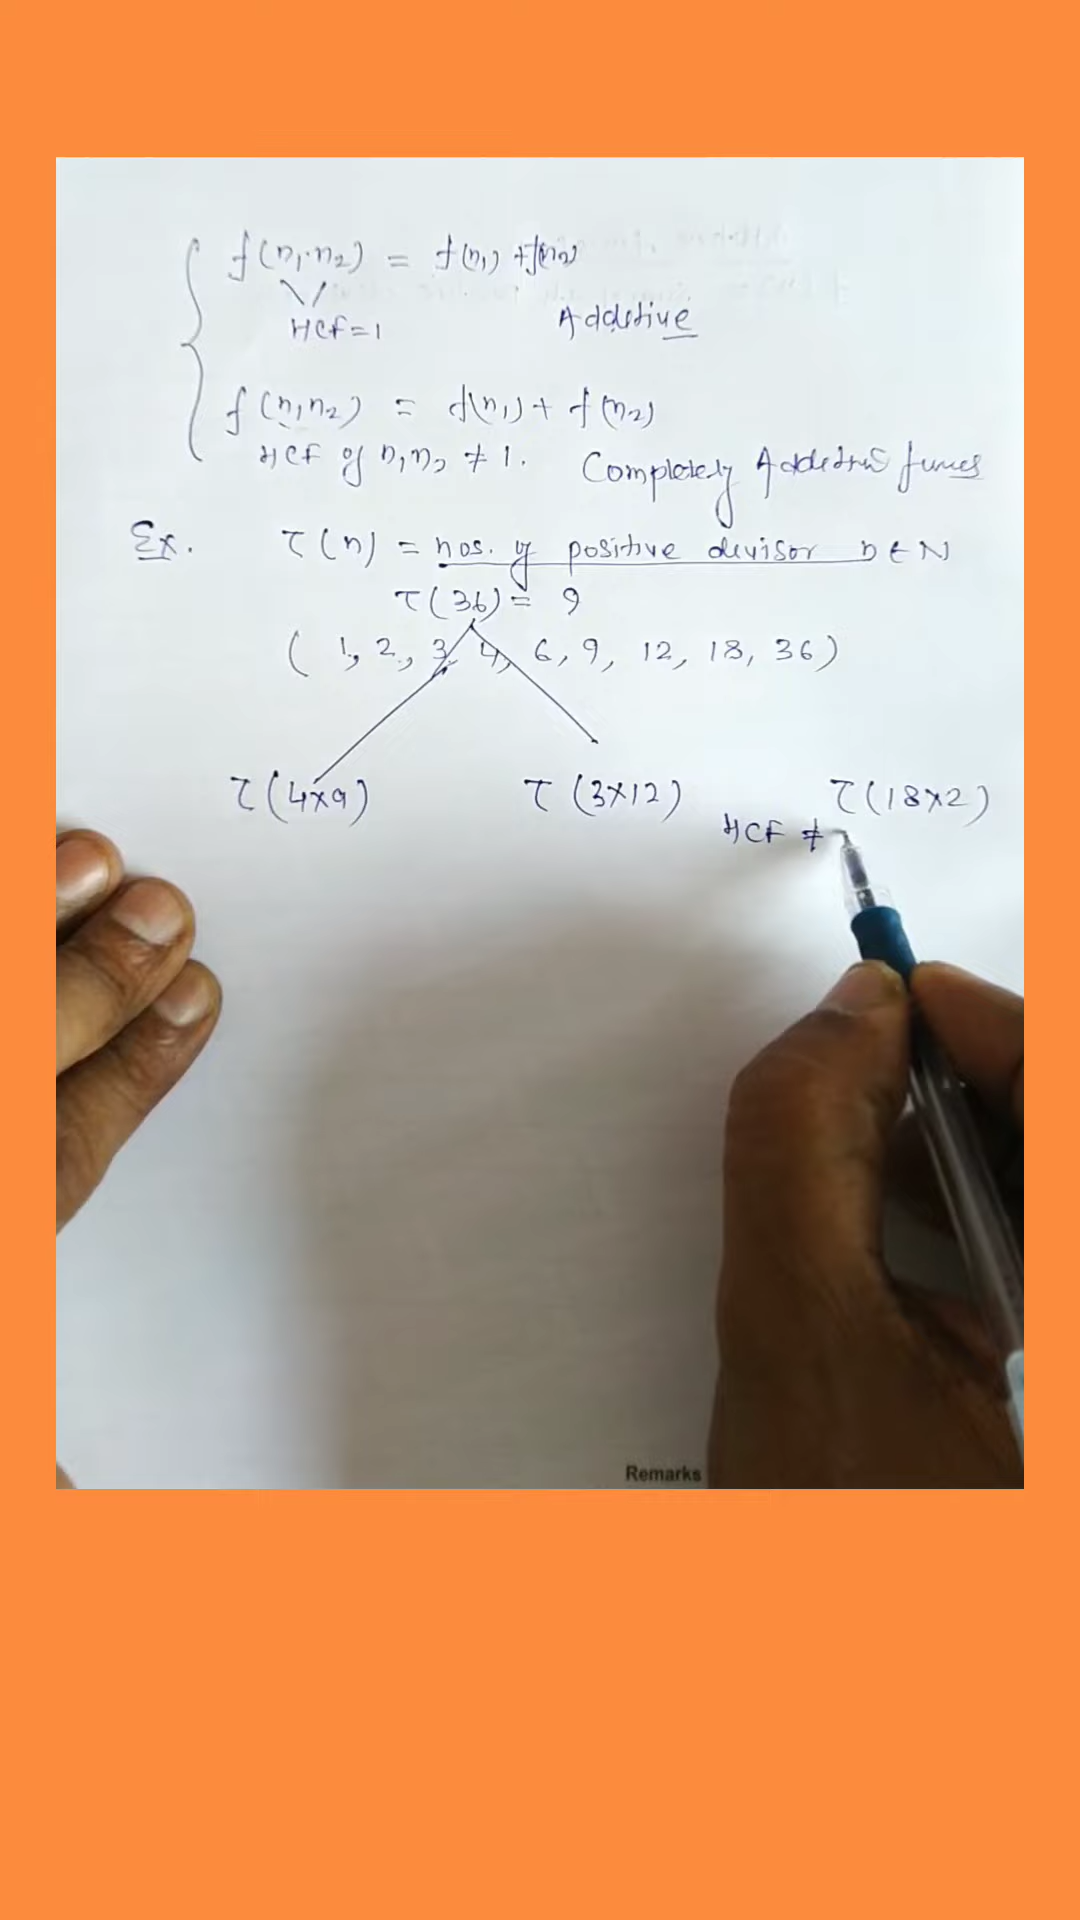 f(n₁·n₂) = f(n₁) + f(n₂)
HCF = 1 Additive
f(n₁n₂) = f(n₁) + f(n₂)
HCF of n₁n₂ ≠ 1. Completely Additive funcs
Ex. τ(n) = nos. of positive devisor n ∈ N
τ(36) = 9
( 1, 2, 3, 4, 6, 9, 12, 18, 36)
τ(4×9) τ(3×12) τ(18×2)
HCF ≠
Remarks